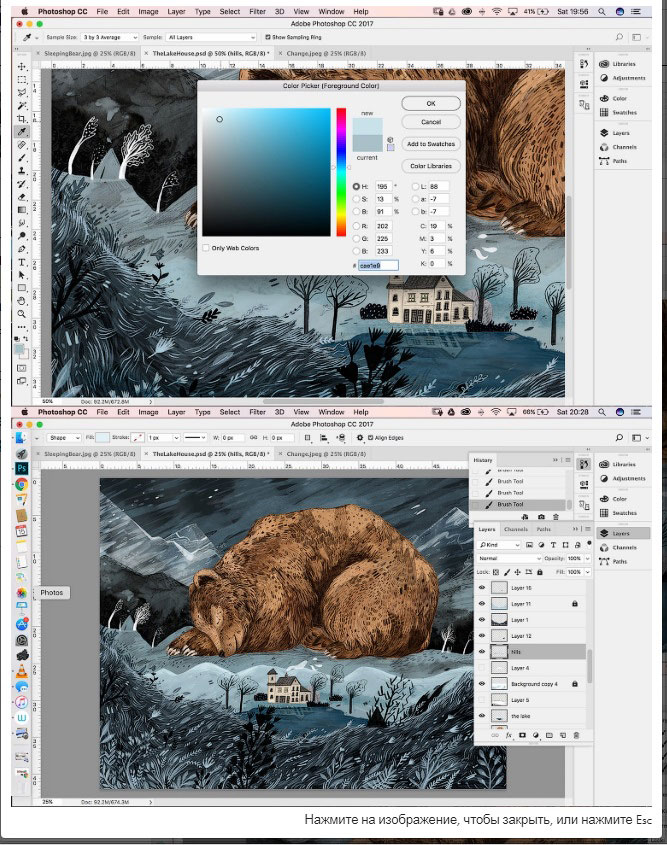 Photoshop CC File Edit Image Layer Type Select Filter 3D View Window Help 41% Sat 19:56
Adobe Photoshop CC 2017
Sample Size: 3 by 3 Average Sample: All Layers Show Sampling Ring
× SleepingBear.jpg @ 25% (RGB/8) × TheLakeHouse.psd @ 50% (hills, RGB/8) * × Change.jpeg @ 25% (RGB/8)
Color Picker (Foreground Color)
new
current
OK
Cancel
Add to Swatches
Color Libraries
H: 195 ° L: 88
S: 13 % a: -7
B: 91 % b: -7
R: 202 C: 19 %
G: 225 M: 3 %
B: 233 Y: 6 %
# cae1e9 K: 0 %
Only Web Colors
Libraries
Adjustments
Color
Swatches
Layers
Channels
Paths
50% Doc: 92.2M/672.8M
Photoshop CC File Edit Image Layer Type Select Filter 3D View Window Help 66% Sat 20:28
Adobe Photoshop CC 2017
Shape Fill: Stroke: 1 px W: 0 px H: 0 px Align Edges
× SleepingBear.jpg @ 25% (RGB/8) × TheLakeHouse.psd @ 25% (hills, RGB/8) * × Change.jpeg @ 25% (RGB/8)
History
Brush Tool
Brush Tool
Brush Tool
Brush Tool
Layers Channels Paths
Kind
Normal Opacity: 100%
Lock: Fill: 100%
Layer 15
Layer 11
Layer 1
Layer 12
hills
Layer 4
Background copy 4
Layer 5
the lake
Libraries
Adjustments
Color
Swatches
Layers
Channels
Paths
Photos
25% Doc: 92.2M/674.3M
Нажмите на изображение, чтобы закрыть, или нажмите Esc